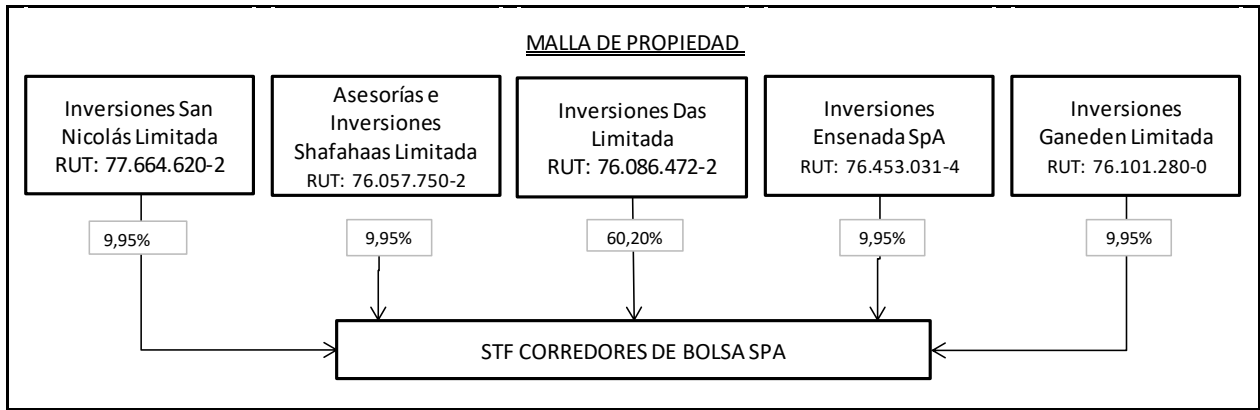 MALLA DE PROPIEDAD
Inversiones San
Nicolás Limitada
RUT: 77.664.620-2
Asesorías e
Inversiones
Shafahaas Limitada
RUT: 76.057.750-2
Inversiones Das
Limitada
RUT: 76.086.472-2
Inversiones
Ensenada SpA
RUT: 76.453.031-4
Inversiones
Ganeden Limitada
RUT: 76.101.280-0
9,95%
9,95%
60,20%
9,95%
9,95%
STF CORREDORES DE BOLSA SPA